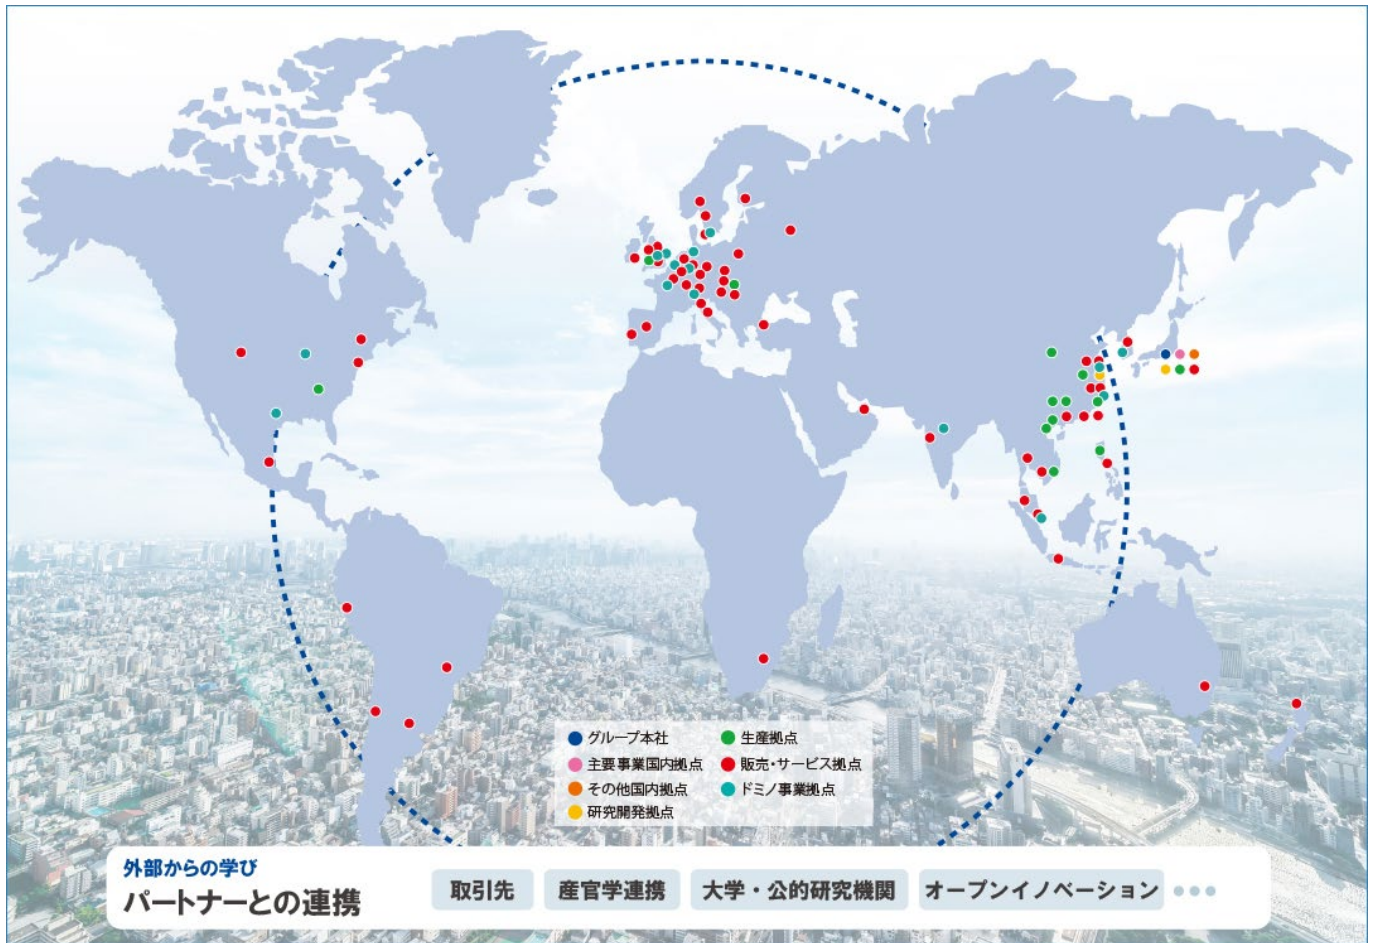 グループ本社
生産拠点
主要事業国内拠点
販売・サービス拠点
その他国内拠点
ドミノ事業拠点
研究開発拠点
外部からの学び
パートナーとの連携
取引先
産官学連携
大学・公的研究機関
オープンイノベーション